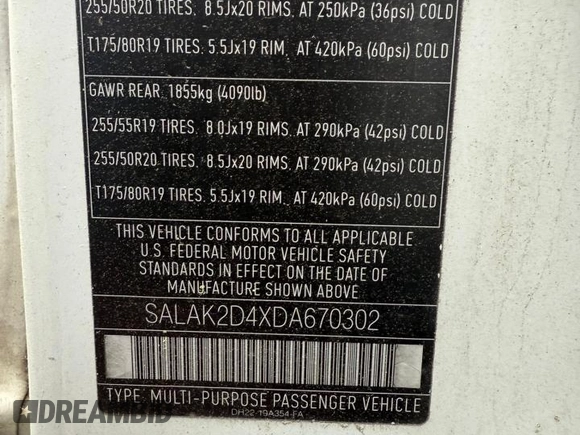 255/50R20 TIRES. 8.5Jx20 RIMS. AT 250kPa (36psi) COLD
T175/80R19 TIRES. 5.5Jx19 RIM. AT 420kPa (60psi) COLD
GAWR REAR. 1855kg (4090lb)
255/55R19 TIRES. 8.0Jx19 RIMS. AT 290kPa (42psi) COLD
255/50R20 TIRES. 8.5Jx20 RIMS. AT 290kPa (42psi) COLD
T175/80R19 TIRES. 5.5Jx19 RIM. AT 420kPa (60psi) COLD
THIS VEHICLE CONFORMS TO ALL APPLICABLE
U.S. FEDERAL MOTOR VEHICLE SAFETY
STANDARDS IN EFFECT ON THE DATE OF
MANUFACTURE SHOWN ABOVE
SALAK2D4XDA670302
TYPE: MULTI-PURPOSE PASSENGER VEHICLE
DH22-19A354-FA
DREAMBID